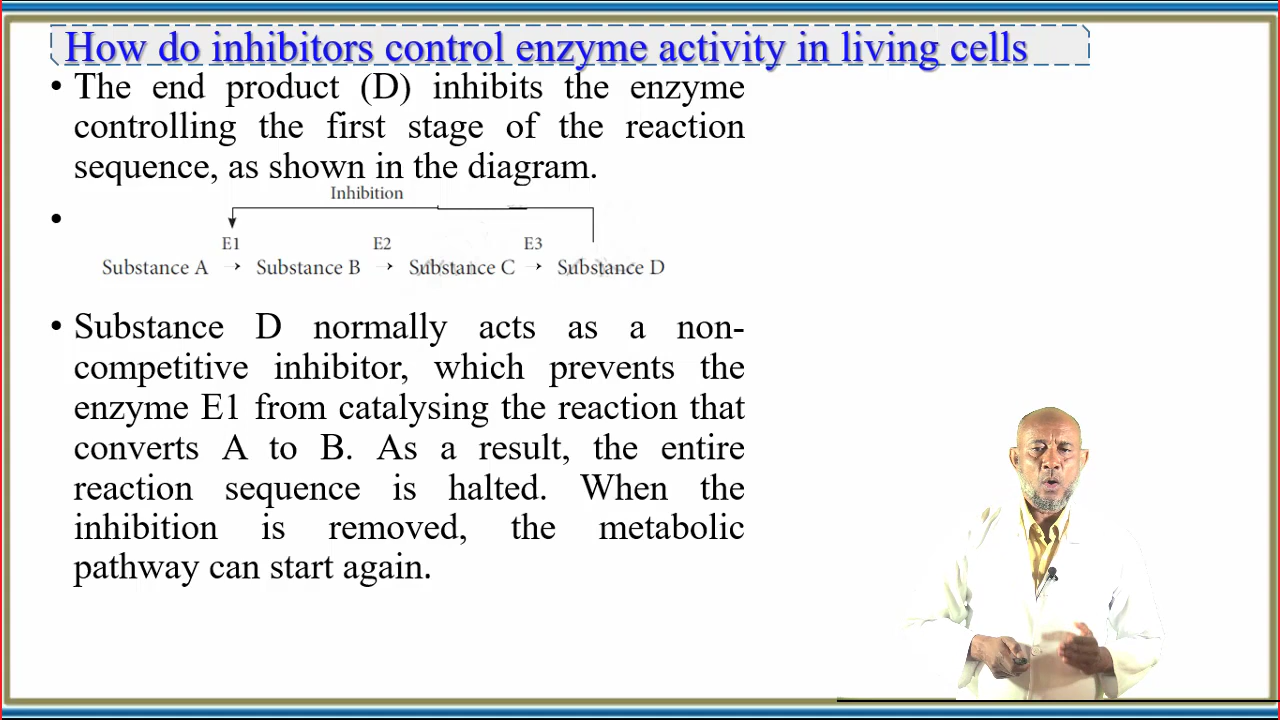 How do inhibitors control enzyme activity in living cells
• The end product (D) inhibits the enzyme
controlling the first stage of the reaction
sequence, as shown in the diagram.
Inhibition
•
E1 E2 E3
Substance A → Substance B → Substance C → Substance D
• Substance D normally acts as a non-
competitive inhibitor, which prevents the
enzyme E1 from catalysing the reaction that
converts A to B. As a result, the entire
reaction sequence is halted. When the
inhibition is removed, the metabolic
pathway can start again.